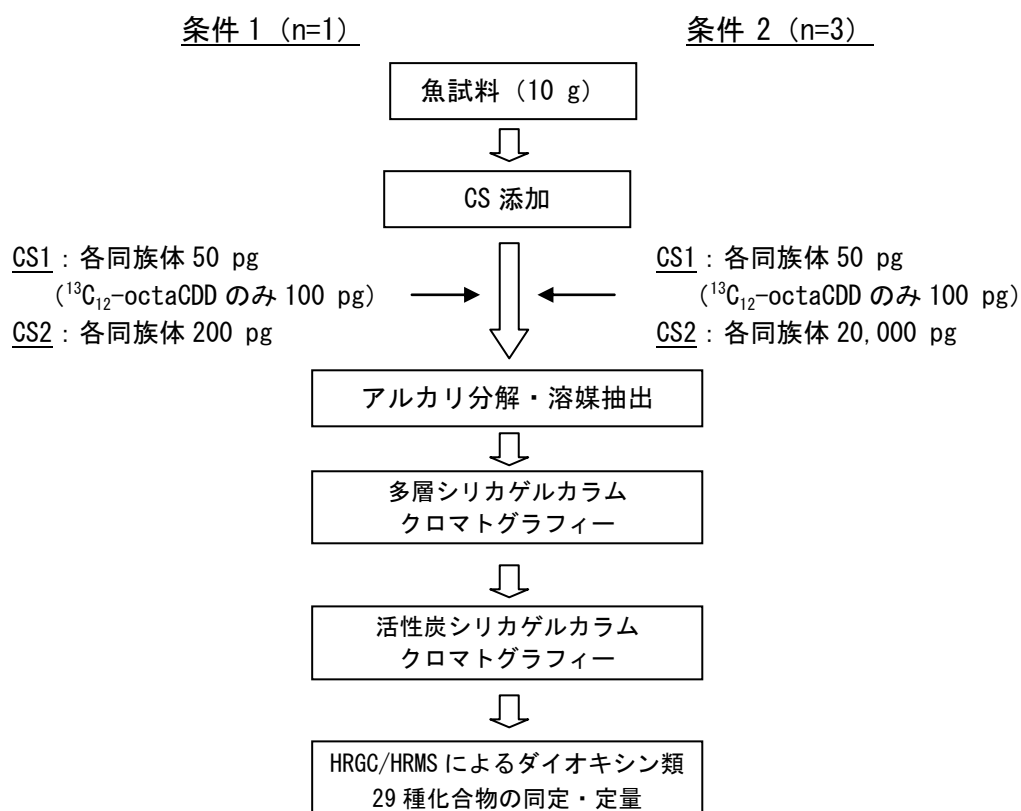 条件 1 (n=1)
条件 2 (n=3)
魚試料 (10 g)
CS 添加
CS1：各同族体 50 pg
(¹³C₁₂-octaCDD のみ 100 pg)
CS2：各同族体 200 pg
CS1：各同族体 50 pg
(¹³C₁₂-octaCDD のみ 100 pg)
CS2：各同族体 20,000 pg
アルカリ分解・溶媒抽出
多層シリカゲルカラム
クロマトグラフィー
活性炭シリカゲルカラム
クロマトグラフィー
HRGC/HRMS によるダイオキシン類
29 種化合物の同定・定量